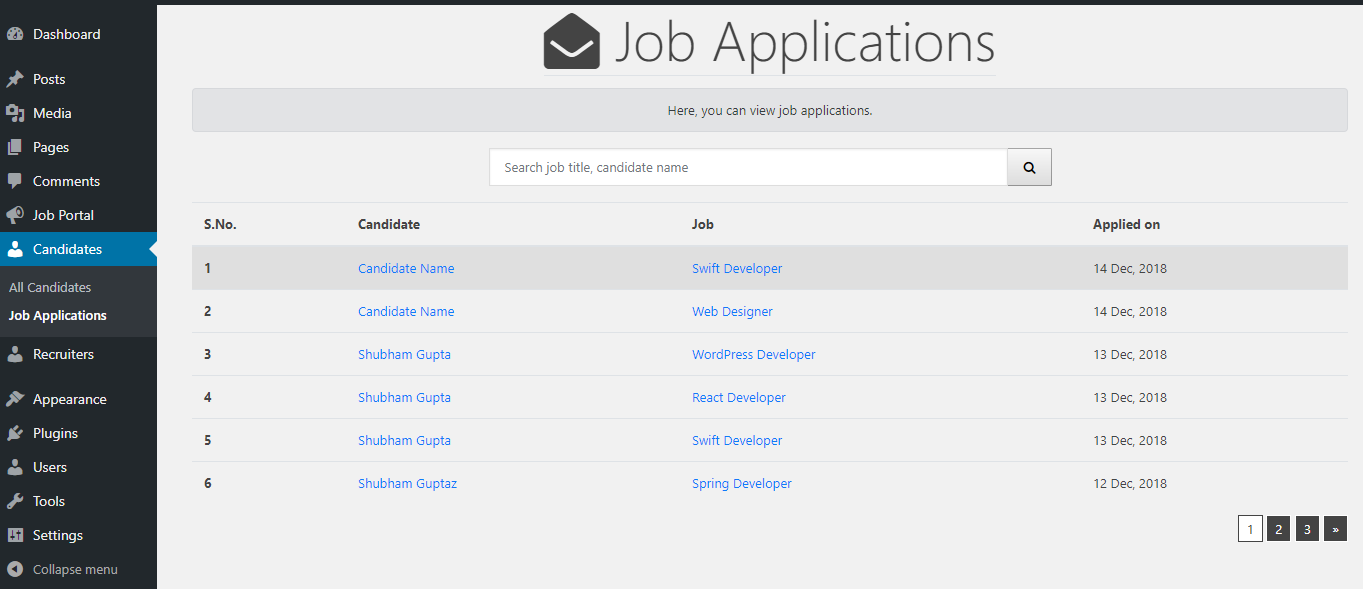 Dashboard
Posts
Media
Pages
Comments
Job Portal
Candidates
All Candidates
Job Applications
Recruiters
Appearance
Plugins
Users
Tools
Settings
Collapse menu
Job Applications
Here, you can view job applications.
Search job title, candidate name
S.No. Candidate Job Applied on
1 Candidate Name Swift Developer 14 Dec, 2018
2 Candidate Name Web Designer 14 Dec, 2018
3 Shubham Gupta WordPress Developer 13 Dec, 2018
4 Shubham Gupta React Developer 13 Dec, 2018
5 Shubham Gupta Swift Developer 13 Dec, 2018
6 Shubham Guptaz Spring Developer 12 Dec, 2018
1 2 3 »